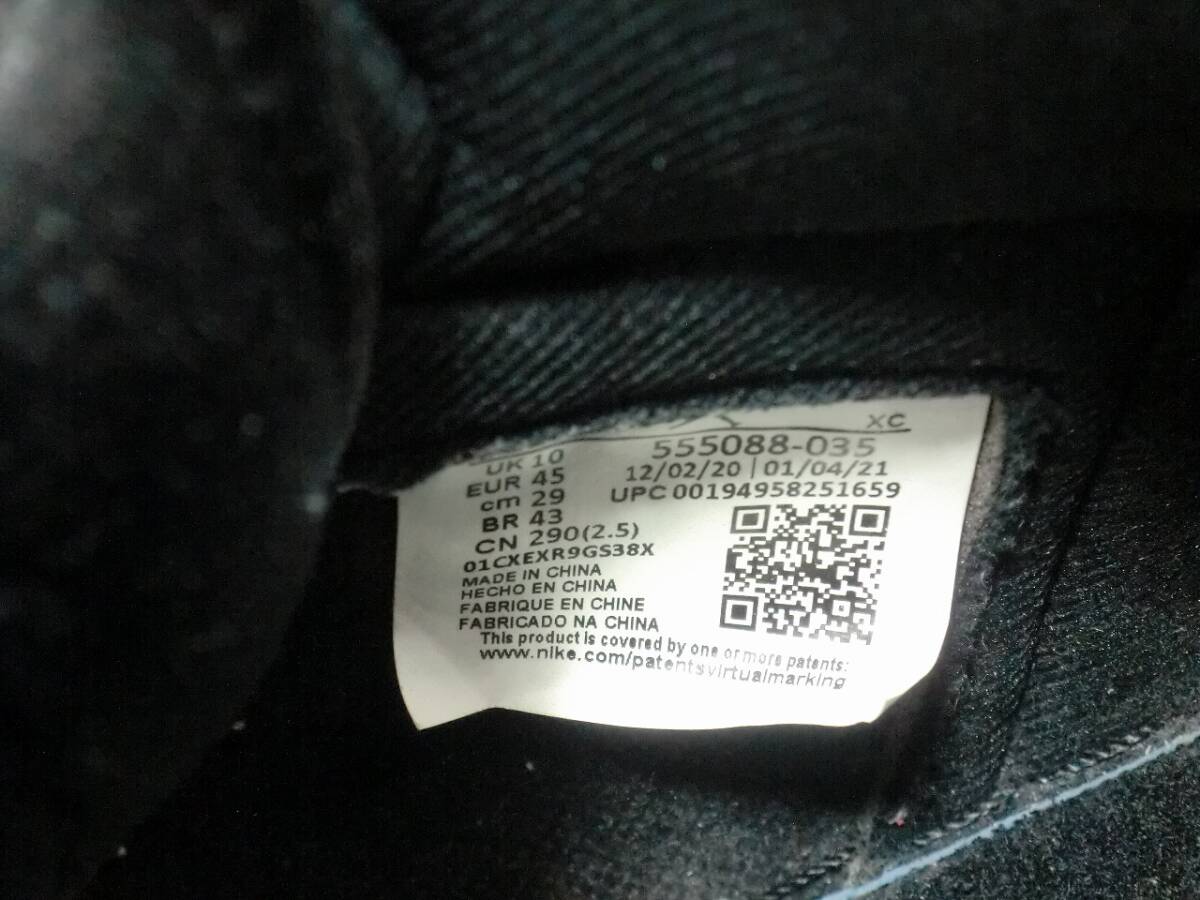 XC
555088-035
12/02/20 | 01/04/21
UPC 00194958251659
UK 10
EUR 45
cm 29
BR 43
CN 290(2.5)
01CXEXR9GS38X
MADE IN CHINA
HECHO EN CHINA
FABRIQUE EN CHINE
FABRICADO NA CHINA
This product is covered by one or more patents:
www.nike.com/patentsvirtualmarking